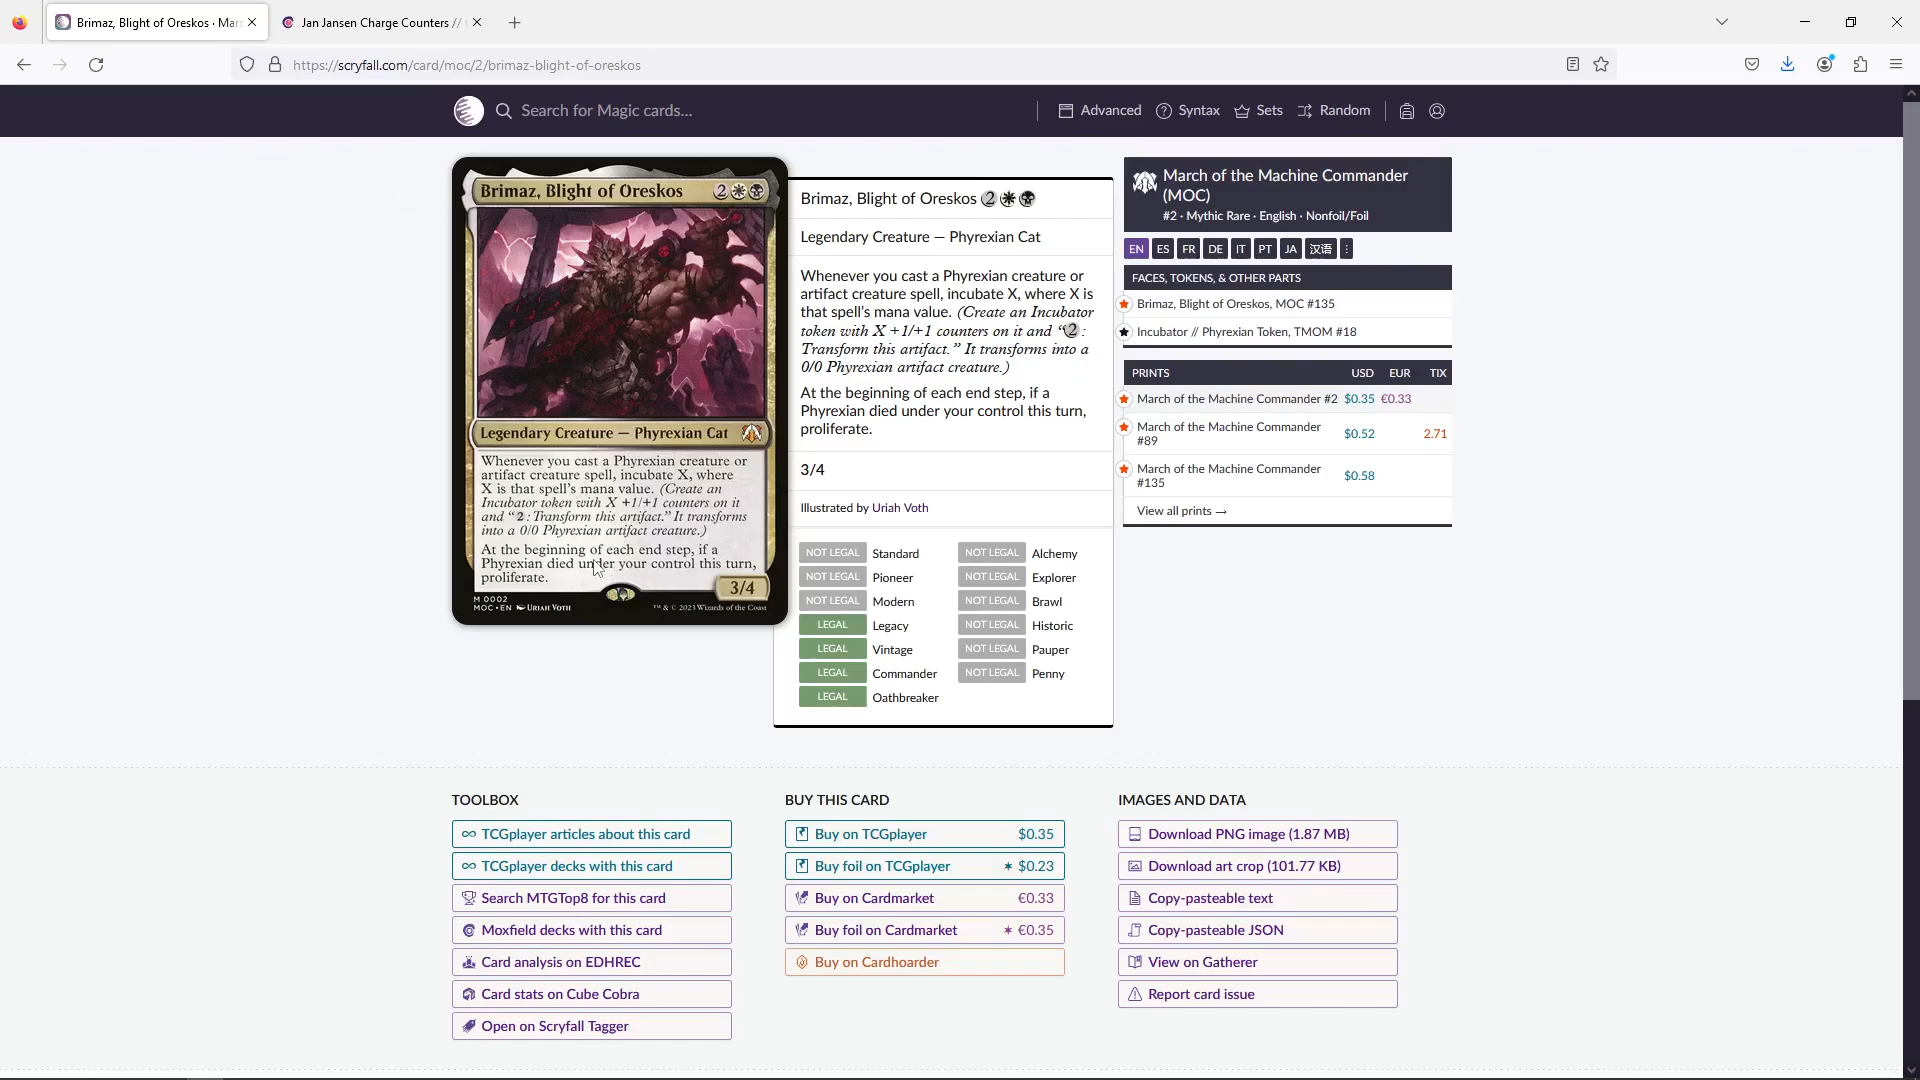 Brimaz, Blight of Oreskos · Mar
Jan Jansen Charge Counters //
https://scryfall.com/card/moc/2/brimaz-blight-of-oreskos
Search for Magic cards...
Advanced
Syntax
Sets
Random
Brimaz, Blight of Oreskos 2
Legendary Creature — Phyrexian Cat
Whenever you cast a Phyrexian creature or
artifact creature spell, incubate X, where
X is that spell's mana value. (Create an
Incubator token with X +1/+1 counters on it
and "2: Transform this artifact." It transforms
into a 0/0 Phyrexian artifact creature.)
At the beginning of each end step, if a
Phyrexian died under your control this turn,
proliferate.
3/4
M 0002
MOC • EN Uriah Voth
™ & © 2023 Wizards of the Coast
Brimaz, Blight of Oreskos 2
Legendary Creature — Phyrexian Cat
Whenever you cast a Phyrexian creature or
artifact creature spell, incubate X, where X is
that spell's mana value. (Create an Incubator
token with X +1/+1 counters on it and "2:
Transform this artifact." It transforms into a
0/0 Phyrexian artifact creature.)
At the beginning of each end step, if a
Phyrexian died under your control this turn,
proliferate.
3/4
Illustrated by Uriah Voth
NOT LEGAL Standard NOT LEGAL Alchemy
NOT LEGAL Pioneer NOT LEGAL Explorer
NOT LEGAL Modern NOT LEGAL Brawl
LEGAL Legacy NOT LEGAL Historic
LEGAL Vintage NOT LEGAL Pauper
LEGAL Commander NOT LEGAL Penny
LEGAL Oathbreaker
March of the Machine Commander
(MOC)
#2 · Mythic Rare · English · Nonfoil/Foil
EN ES FR DE IT PT JA 汉语 ⋮
FACES, TOKENS, & OTHER PARTS
Brimaz, Blight of Oreskos, MOC #135
Incubator // Phyrexian Token, TMOM #18
PRINTS USD EUR TIX
March of the Machine Commander #2 $0.35 €0.33
March of the Machine Commander
#89 $0.52 2.71
March of the Machine Commander
#135 $0.58
View all prints →
TOOLBOX
TCGplayer articles about this card
TCGplayer decks with this card
Search MTGTop8 for this card
Moxfield decks with this card
Card analysis on EDHREC
Card stats on Cube Cobra
Open on Scryfall Tagger
BUY THIS CARD
Buy on TCGplayer $0.35
Buy foil on TCGplayer ✶ $0.23
Buy on Cardmarket €0.33
Buy foil on Cardmarket ✶ €0.35
Buy on Cardhoarder
IMAGES AND DATA
Download PNG image (1.87 MB)
Download art crop (101.77 KB)
Copy-pasteable text
Copy-pasteable JSON
View on Gatherer
Report card issue